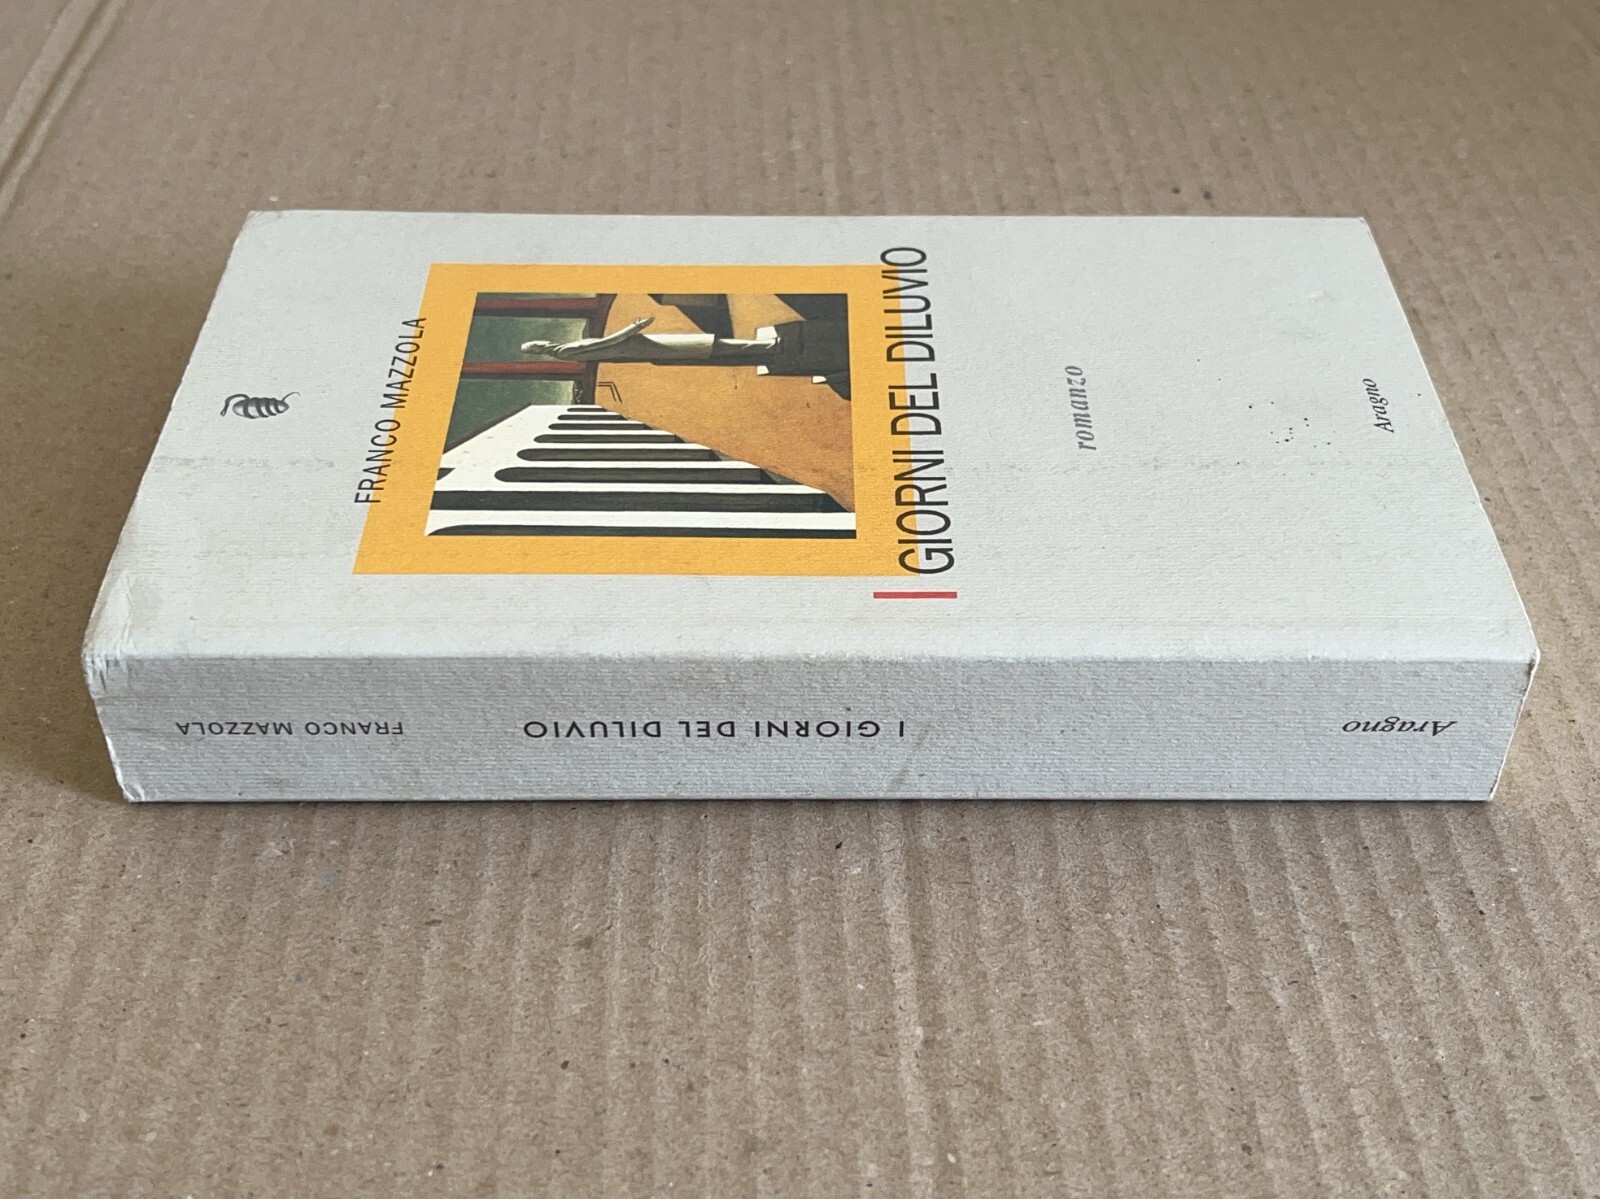 FRANCO MAZZOLA
I GIORNI DEL DILUVIO
romanzo
Aragno
FRANCO MAZZOLA
I GIORNI DEL DILUVIO
Aragno